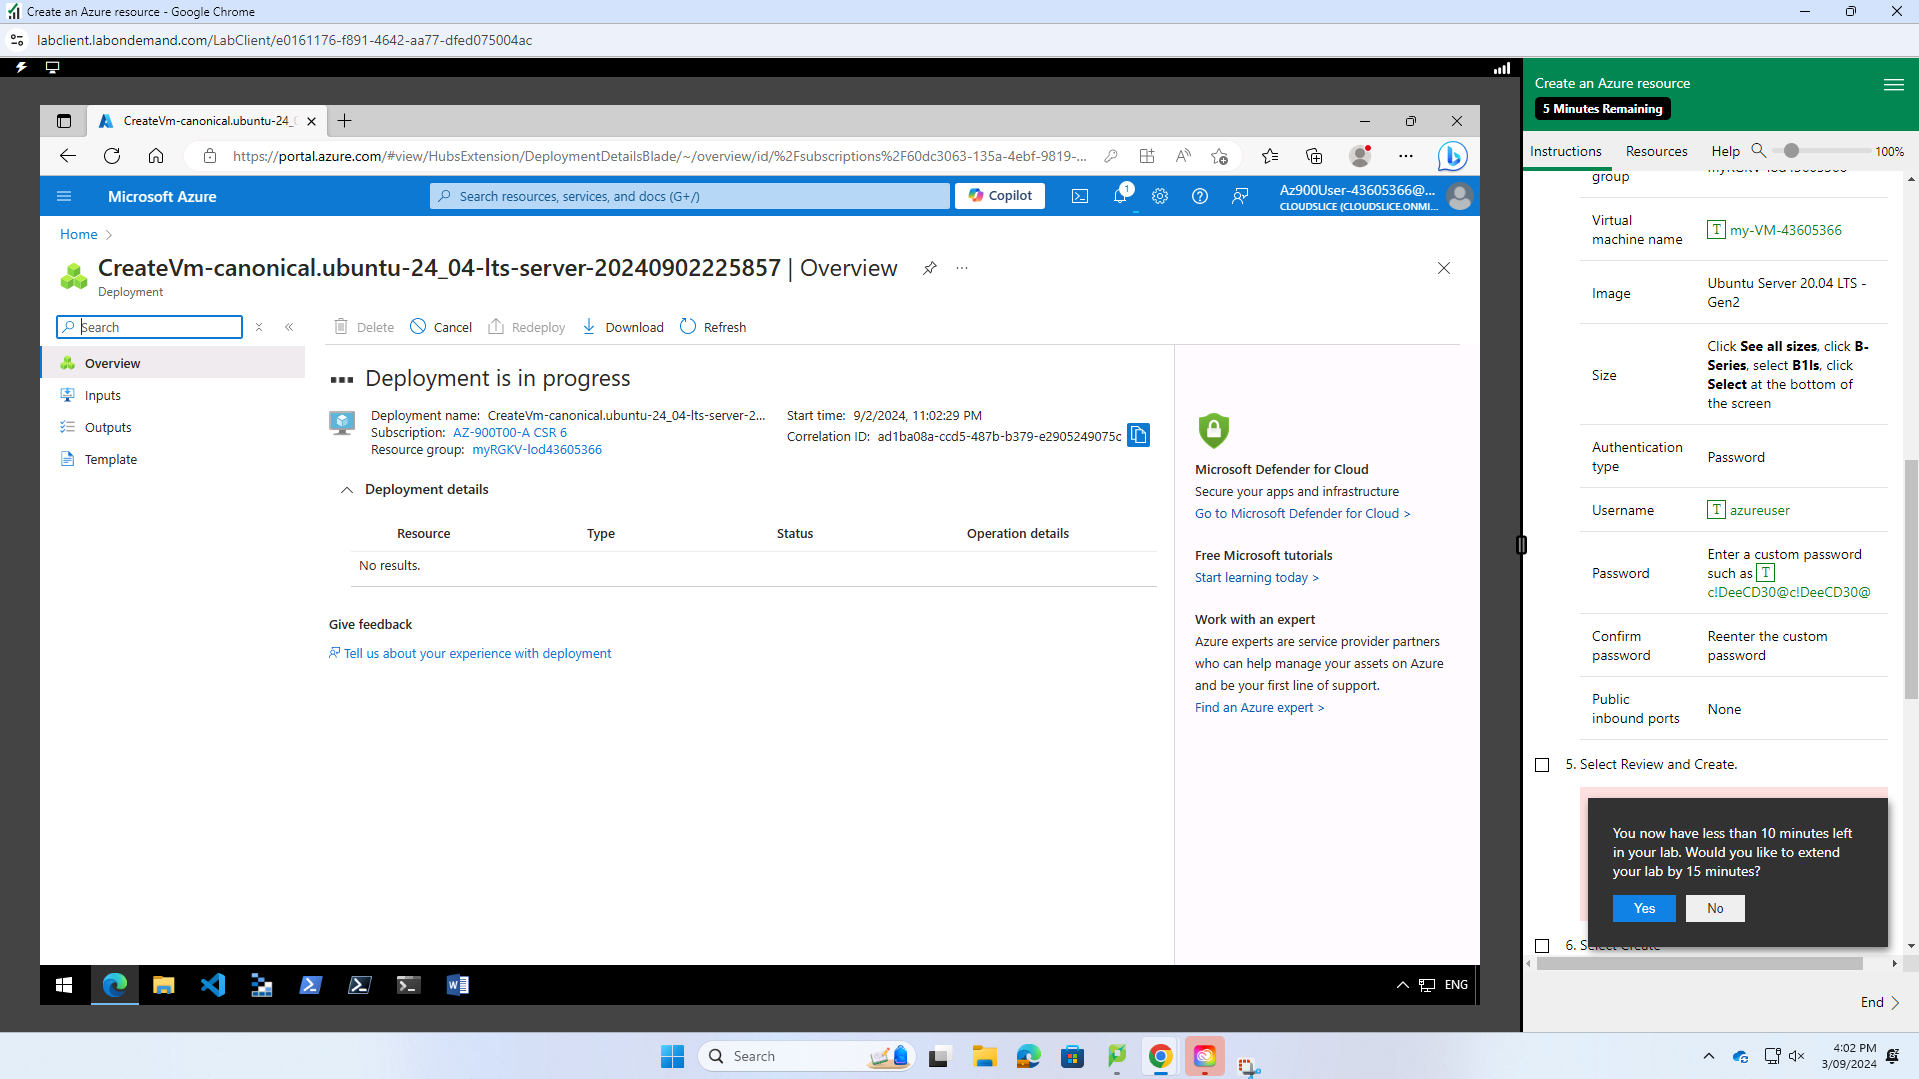 Create an Azure resource - Google Chrome
labclient.labondemand.com/LabClient/e0161176-f891-4642-aa77-dfed075004ac
CreateVm-canonical.ubuntu-24_
https://portal.azure.com/#view/HubsExtension/DeploymentDetailsBlade/~/overview/id/%2Fsubscriptions%2F60dc3063-135a-4ebf-9819-...
Microsoft Azure
Search resources, services, and docs (G+/)
Copilot
1
Az900User-43605366@...
CLOUDSLICE (CLOUDSLICE.ONMI...
Home
CreateVm-canonical.ubuntu-24_04-lts-server-20240902225857 | Overview
Deployment
Search
Overview
Inputs
Outputs
Template
Delete
Cancel
Redeploy
Download
Refresh
Deployment is in progress
Deployment name: CreateVm-canonical.ubuntu-24_04-lts-server-2...
Subscription: AZ-900T00-A CSR 6
Resource group: myRGKV-lod43605366
Start time: 9/2/2024, 11:02:29 PM
Correlation ID: ad1ba08a-ccd5-487b-b379-e2905249075c
Deployment details
Resource Type Status Operation details
No results.
Give feedback
Tell us about your experience with deployment
Microsoft Defender for Cloud
Secure your apps and infrastructure
Go to Microsoft Defender for Cloud >
Free Microsoft tutorials
Start learning today >
Work with an expert
Azure experts are service provider partners
who can help manage your assets on Azure
and be your first line of support.
Find an Azure expert >
ENG
Create an Azure resource
5 Minutes Remaining
Instructions Resources Help 100%
group
myRGKV-lod43605366
Virtual
machine name
T my-VM-43605366
Image
Ubuntu Server 20.04 LTS -
Gen2
Size
Click See all sizes, click B-
Series, select B1ls, click
Select at the bottom of
the screen
Authentication
type
Password
Username
T azureuser
Password
Enter a custom password
such as T
c!DeeCD30@c!DeeCD30@
Confirm
password
Reenter the custom
password
Public
inbound ports
None
5. Select Review and Create.
You now have less than 10 minutes left
in your lab. Would you like to extend
your lab by 15 minutes?
Yes
No
6. Select Create
End
Search
4:02 PM
3/09/2024